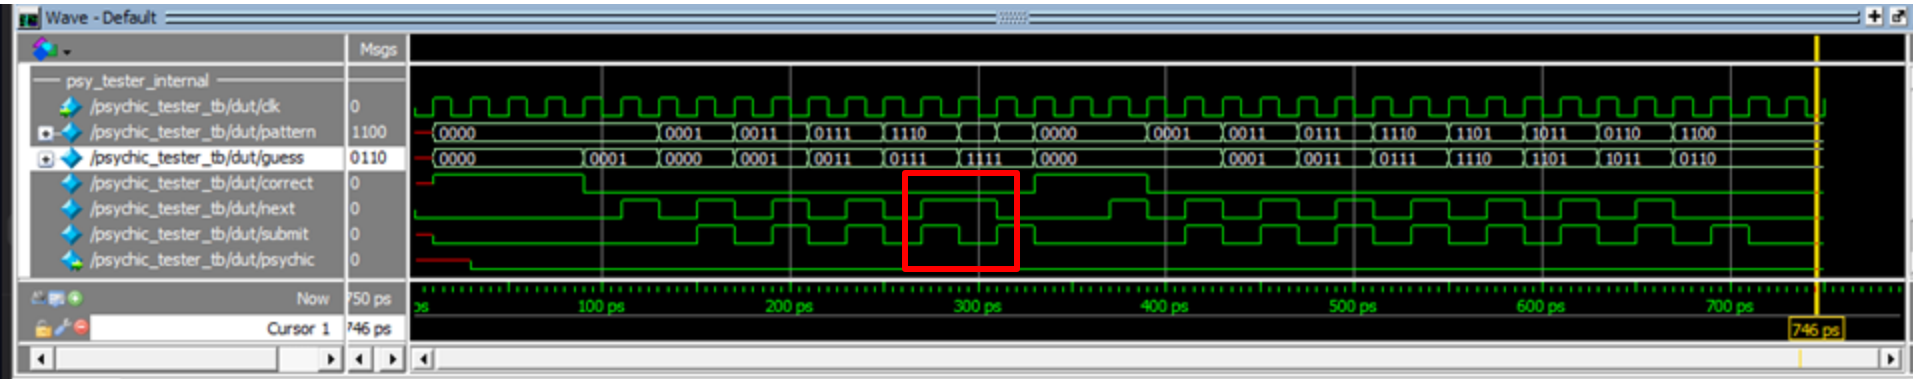 Wave - Default
Msgs
psy_tester_internal
/psychic_tester_tb/dut/clk 0
/psychic_tester_tb/dut/pattern 1100 0000 0001 0011 0111 1110 0000 0001 0011 0111 1110 1101 1011 0110 1100
/psychic_tester_tb/dut/guess 0110 0000 0001 0000 0001 0011 0111 1111 0000 0001 0011 0111 1110 1101 1011 0110
/psychic_tester_tb/dut/correct 0
/psychic_tester_tb/dut/next 0
/psychic_tester_tb/dut/submit 0
/psychic_tester_tb/dut/psychic 0
Now 750 ps ps 100 ps 200 ps 300 ps 400 ps 500 ps 600 ps 700 ps
Cursor 1 746 ps 746 ps